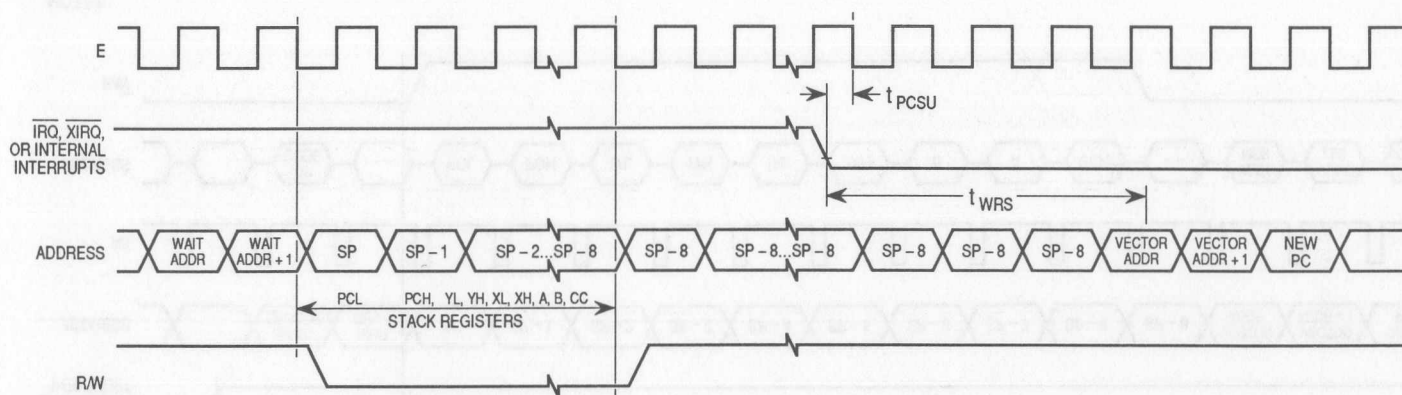 E
t PCSU
IRQ, XIRQ,
OR INTERNAL
INTERRUPTS
t WRS
ADDRESS
WAIT
ADDR
WAIT
ADDR + 1
SP
SP – 1
SP – 2...SP – 8
SP – 8
SP – 8...SP – 8
SP – 8
SP – 8
SP – 8
VECTOR
ADDR
VECTOR
ADDR + 1
NEW
PC
PCL
PCH, YL, YH, XL, XH, A, B, CC
STACK REGISTERS
R/W